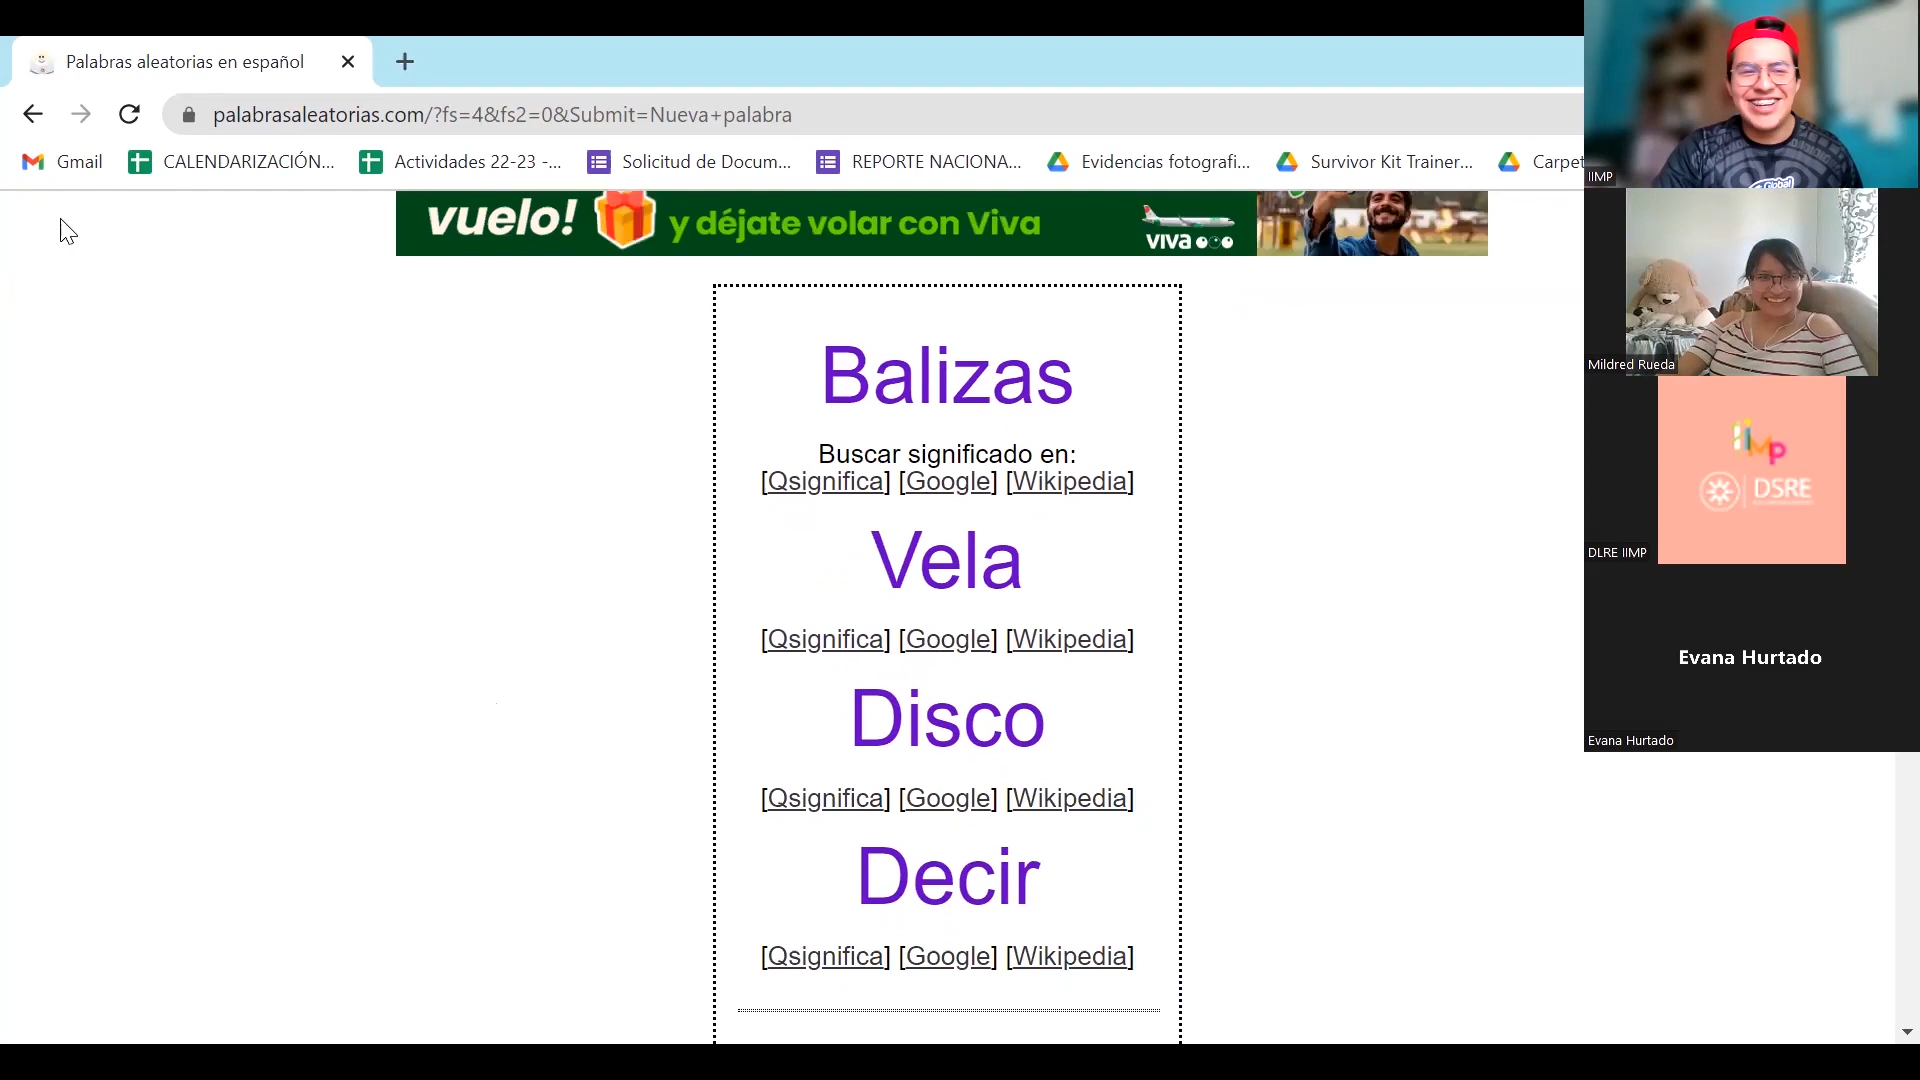 Palabras aleatorias en español
palabrasaleatorias.com/?fs=4&fs2=0&Submit=Nueva+palabra
Gmail
CALENDARIZACIÓN...
Actividades 22-23 -...
Solicitud de Docum...
REPORTE NACIONA...
Evidencias fotografi...
Survivor Kit Trainer...
Carpet
vuelo!
y déjate volar con Viva
viva
Balizas
Buscar significado en:
[Qsignifica] [Google] [Wikipedia]
Vela
[Qsignifica] [Google] [Wikipedia]
Disco
[Qsignifica] [Google] [Wikipedia]
Decir
[Qsignifica] [Google] [Wikipedia]
Global
IIMP
Mildred Rueda
iiMp
DSRE
DLRE IIMP
Evana Hurtado
Evana Hurtado